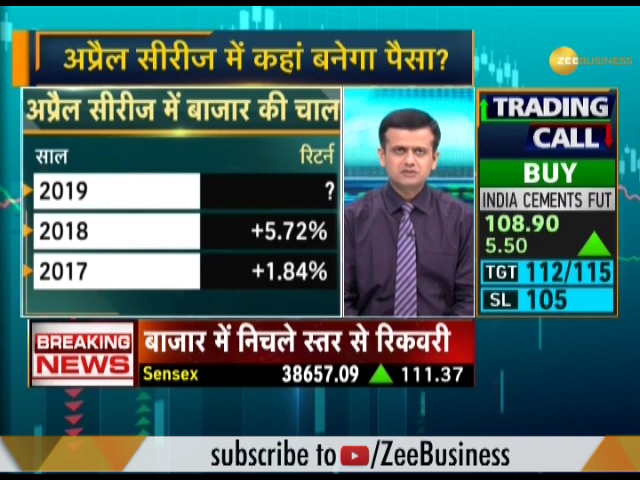 अप्रैल सीरीज में कहां बनेगा पैसा?
ZEEBUSINESS
अप्रैल सीरीज में बाजार की चाल
साल रिटर्न
2019 ?
2018 +5.72%
2017 +1.84%
TRADING
CALL
BUY
INDIA CEMENTS FUT
108.90
5.50
TGT 112/115
SL 105
BREAKING
NEWS
बाजार में निचले स्तर से रिकवरी
Sensex 38657.09 111.37
subscribe to /ZeeBusiness